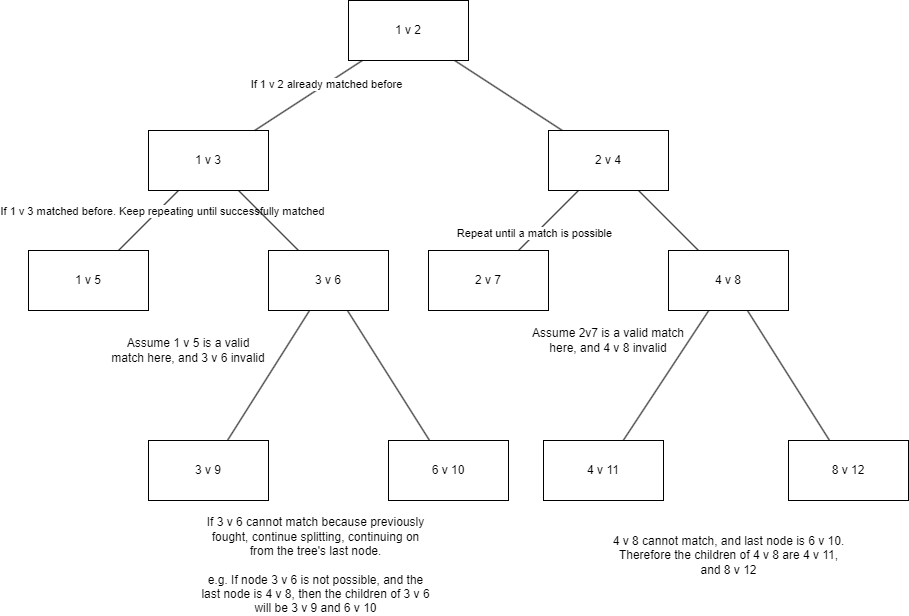 1 v 2
If 1 v 2 already matched before
1 v 3
2 v 4
If 1 v 3 matched before. Keep repeating until successfully matched
Repeat until a match is possible
1 v 5
3 v 6
2 v 7
4 v 8
Assume 1 v 5 is a valid
match here, and 3 v 6 invalid
Assume 2v7 is a valid match
here, and 4 v 8 invalid
3 v 9
6 v 10
4 v 11
8 v 12
If 3 v 6 cannot match because previously
fought, continue splitting, continuing on
from the tree's last node.
e.g. If node 3 v 6 is not possible, and the
last node is 4 v 8, then the children of 3 v 6
will be 3 v 9 and 6 v 10
4 v 8 cannot match, and last node is 6 v 10.
Therefore the children of 4 v 8 are 4 v 11,
and 8 v 12